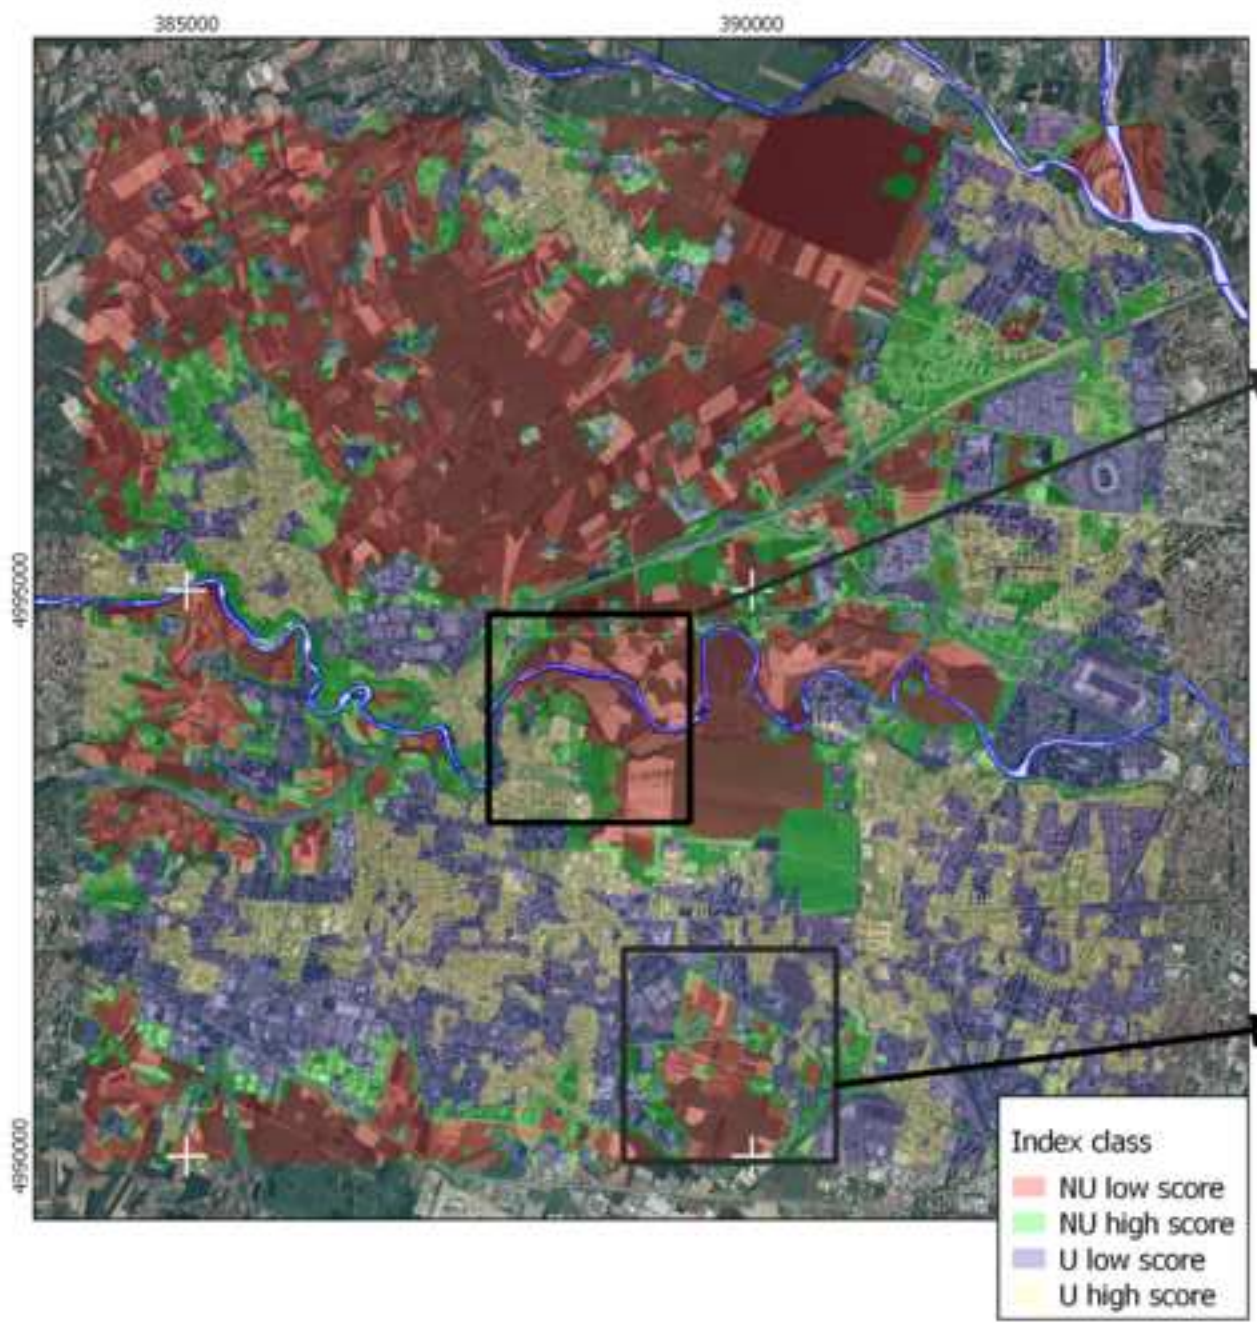 385000
390000
4995000
4990000
Index class
NU low score
NU high score
U low score
U high score